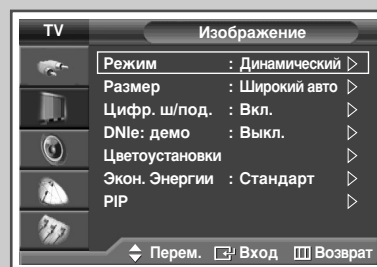 TV Изображение
Режим : Динамический
Размер : Широкий авто
Цифр. ш/под. : Вкл.
DNIe: демо : Выкл.
Цветоустановки
Экон. Энергии : Стандарт
PIP
Перем. Вход Возврат